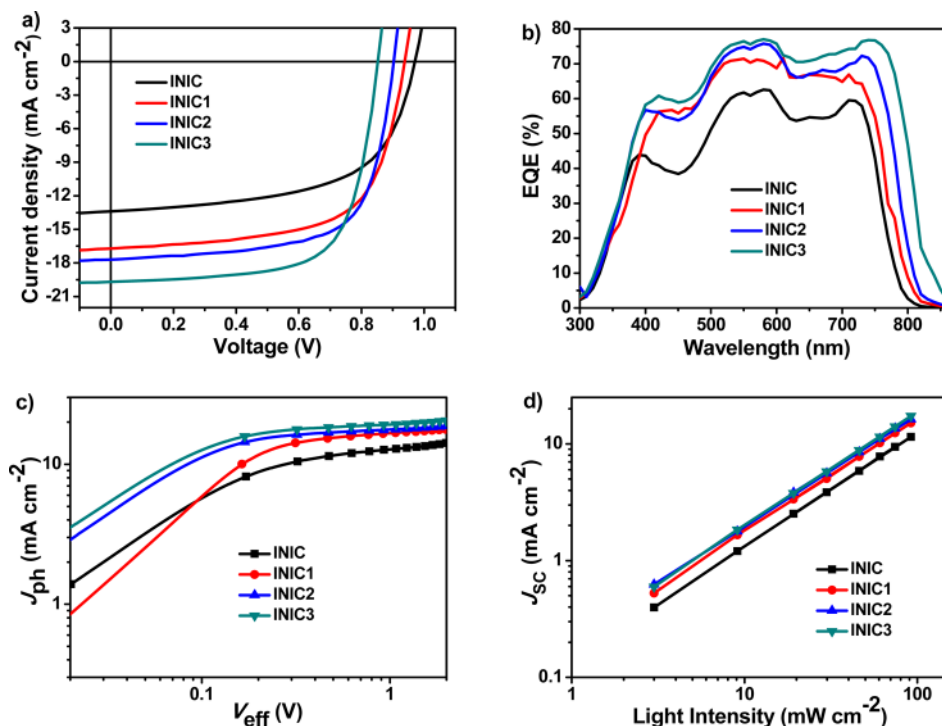 a)
Current density (mA cm-2)
3
0
-3
-6
-9
-12
-15
-18
-21
0.0 0.2 0.4 0.6 0.8 1.0
Voltage (V)
INIC
INIC1
INIC2
INIC3
b)
EQE (%)
80
70
60
50
40
30
20
10
0
300 400 500 600 700 800
Wavelength (nm)
INIC
INIC1
INIC2
INIC3
c)
Jph (mA cm-2)
10
1
0.1 1
Veff (V)
INIC
INIC1
INIC2
INIC3
d)
JSC (mA cm-2)
10
1
0.1
1 10 100
Light Intensity (mW cm-2)
INIC
INIC1
INIC2
INIC3